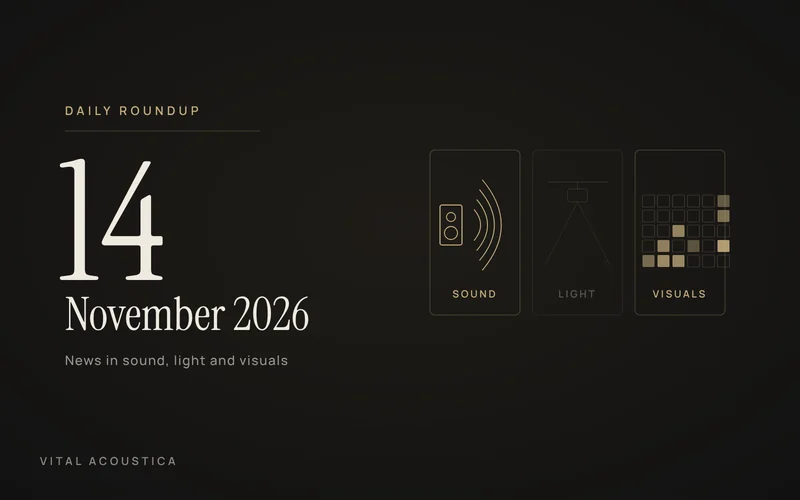 DAILY ROUNDUP
14
November 2026
News in sound, light and visuals
SOUND
LIGHT
VISUALS
VITAL ACOUSTICA